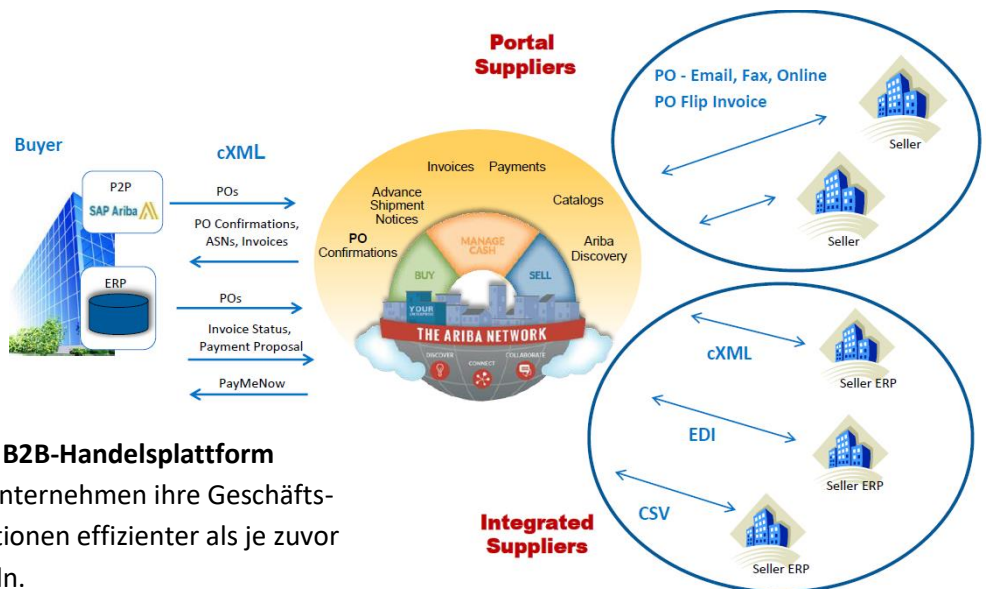 Portal
Suppliers
PO - Email, Fax, Online
PO Flip Invoice
Seller
Seller
Buyer
cXML
P2P
SAP Ariba
POs
PO Confirmations,
ASNs, Invoices
ERP
POs
Invoice Status,
Payment Proposal
PayMeNow
Invoices
Payments
Advance
Shipment
Notices
Catalogs
PO
Confirmations
Ariba
Discovery
MANAGE
CASH
BUY
SELL
YOUR
ENTERPRISE
THE ARIBA NETWORK
DISCOVER
CONNECT
COLLABORATE
cXML
Seller ERP
EDI
Seller ERP
CSV
Seller ERP
Integrated
Suppliers
B2B-Handelsplattform
nternehmen ihre Geschäfts-
tionen effizienter als je zuvor
ln.